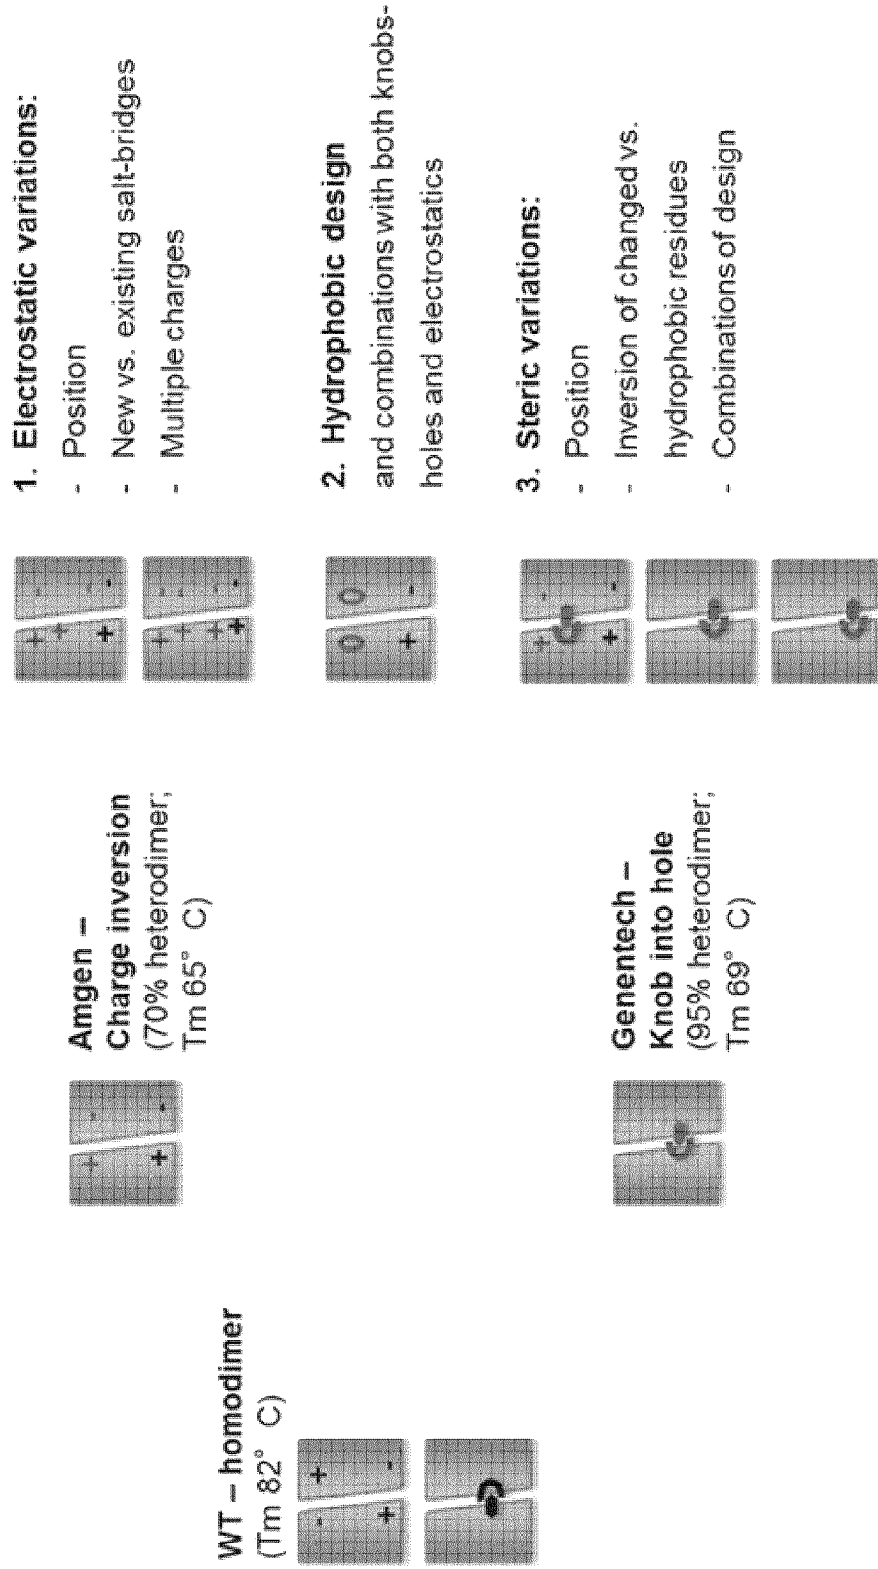 WT – homodimer
(Tm 82° C)
Amgen –
Charge inversion
(70% heterodimer;
Tm 65° C)
Genentech –
Knob into hole
(95% heterodimer;
Tm 69° C)
1. Electrostatic variations:
- Position
- New vs. existing salt-bridges
- Multiple charges
2. Hydrophobic design
and combinations with both knobs-
holes and electrostatics
3. Steric variations:
- Position
- Inversion of changed vs.
hydrophobic residues
- Combinations of design